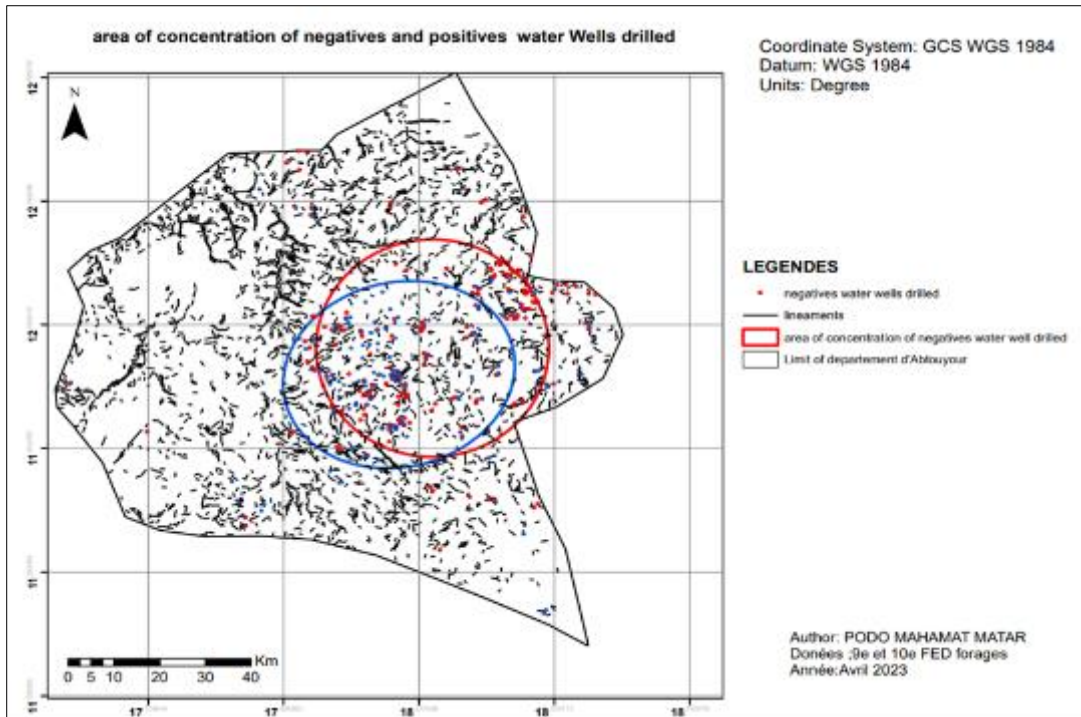 area of concentration of negatives and positives water Wells drilled
Coordinate System: GCS WGS 1984
Datum: WGS 1984
Units: Degree
N
12
12
12
11
11
11
LEGENDES
negatives water wells drilled
lineaments
area of concentration of negatives water well drilled
Limit of departement d'Abtouyour
Km
0 5 10 20 30 40
17 17 18 18 18
Author: PODO MAHAMAT MATAR
Donées ;9e et 10e FED forages
Année:Avril 2023